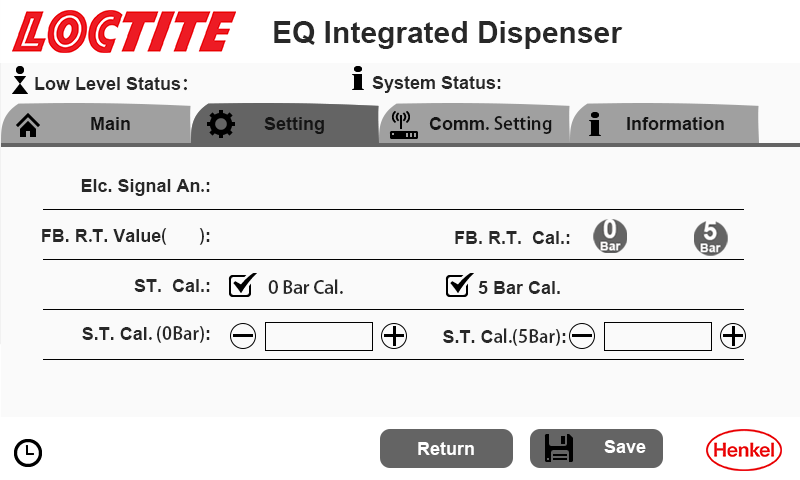 LOCTITE EQ Integrated Dispenser
Low Level Status: System Status:
Main Setting Comm. Setting Information
Elc. Signal An.:
FB. R.T. Value( ): FB. R.T. Cal.: 0 Bar 5 Bar
ST. Cal.: 0 Bar Cal. 5 Bar Cal.
S.T. Cal. (0Bar): S.T. Cal.(5Bar):
Return Save Henkel